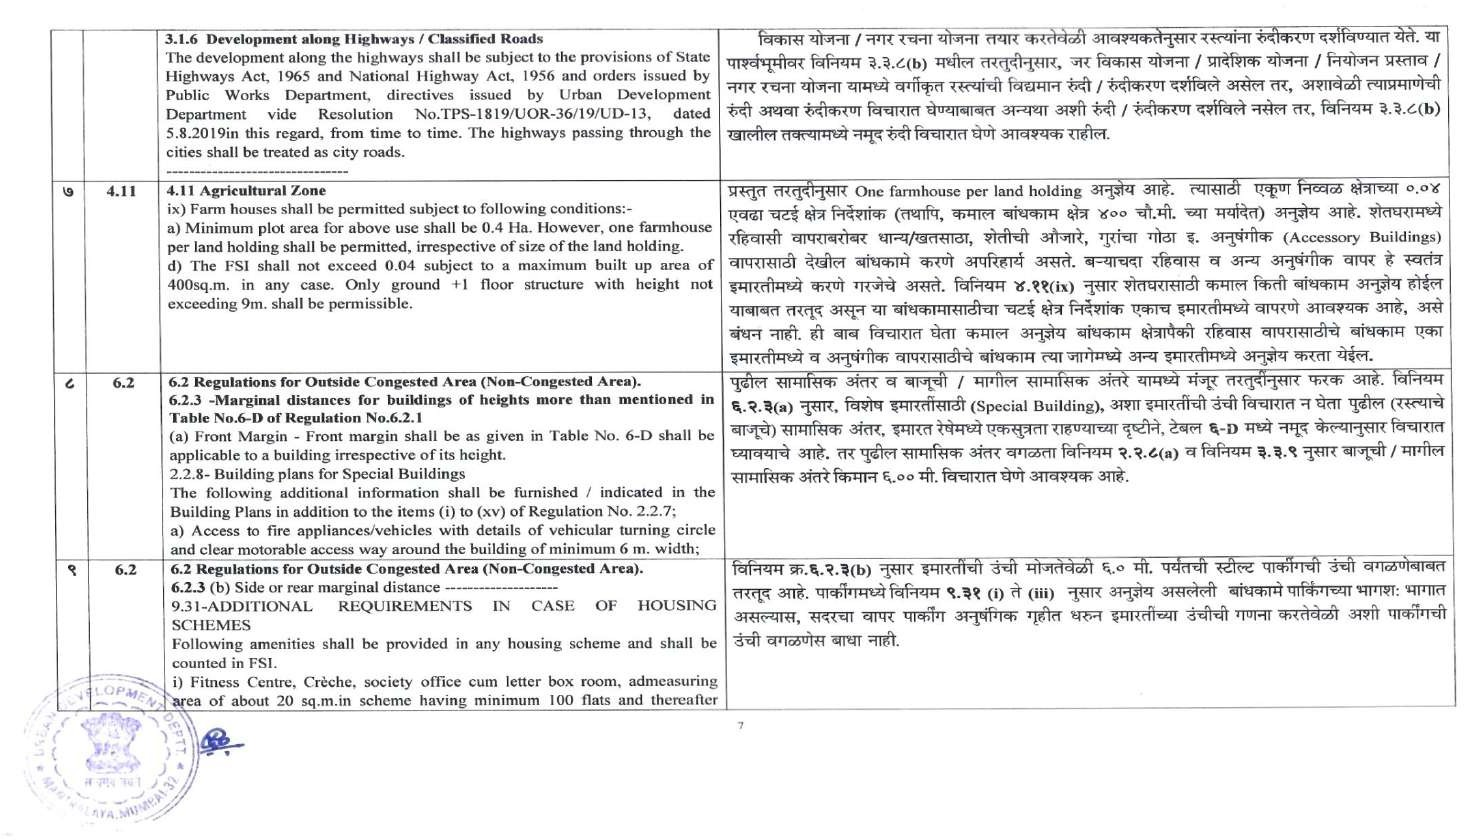 3.1.6 Development along Highways / Classified Roads
The development along the highways shall be subject to the provisions of State
Highways Act, 1965 and National Highway Act, 1956 and orders issued by
Public Works Department, directives issued by Urban Development
Department vide Resolution No.TPS-1819/UOR-36/19/UD-13, dated
5.8.2019in this regard, from time to time. The highways passing through the
cities shall be treated as city roads.
--------------------------------
विकास योजना / नगर रचना योजना तयार करतेवेळी आवश्यकतेनुसार रस्त्यांना रुंदीकरण दर्शविण्यात येते. या
पार्श्वभूमीवर विनियम ३.३.८(b) मधील तरतुदीनुसार, जर विकास योजना / प्रादेशिक योजना / नियोजन प्रस्ताव /
नगर रचना योजना यामध्ये वर्गीकृत रस्त्यांची विद्यमान रुंदी / रुंदीकरण दर्शविले असेल तर, अशावेळी त्याप्रमाणेची
रुंदी अथवा रुंदीकरण विचारात घेण्याबाबत अन्यथा अशी रुंदी / रुंदीकरण दर्शविले नसेल तर, विनियम ३.३.८(b)
खालील तक्त्यामध्ये नमूद रुंदी विचारात घेणे आवश्यक राहील.
७ 4.11 4.11 Agricultural Zone
ix) Farm houses shall be permitted subject to following conditions:-
a) Minimum plot area for above use shall be 0.4 Ha. However, one farmhouse
per land holding shall be permitted, irrespective of size of the land holding.
d) The FSI shall not exceed 0.04 subject to a maximum built up area of
400sq.m. in any case. Only ground +1 floor structure with height not
exceeding 9m. shall be permissible.
प्रस्तुत तरतुदीनुसार One farmhouse per land holding अनुज्ञेय आहे. त्यासाठी एकूण निव्वळ क्षेत्राच्या ०.०४
एवढा चटई क्षेत्र निर्देशांक (तथापि, कमाल बांधकाम क्षेत्र ४०० चौ.मी. च्या मर्यादेत) अनुज्ञेय आहे. शेतघरामध्ये
रहिवासी वापराबरोबर धान्य/खतसाठा, शेतीची औजारे, गुरांचा गोठा इ. अनुषंगीक (Accessory Buildings)
वापरासाठी देखील बांधकामे करणे अपरिहार्य असते. बऱ्याचदा रहिवास व अन्य अनुषंगीक वापर हे स्वतंत्र
इमारतीमध्ये करणे गरजेचे असते. विनियम ४.११(ix) नुसार शेतघरासाठी कमाल किती बांधकाम अनुज्ञेय होईल
याबाबत तरतूद असून या बांधकामासाठीचा चटई क्षेत्र निर्देशांक एकाच इमारतीमध्ये वापरणे आवश्यक आहे, असे
बंधन नाही. ही बाब विचारात घेता कमाल अनुज्ञेय बांधकाम क्षेत्रापैकी रहिवास वापरासाठीचे बांधकाम एका
इमारतीमध्ये व अनुषंगीक वापरासाठीचे बांधकाम त्या जागेमध्ये अन्य इमारतीमध्ये अनुज्ञेय करता येईल.
८ 6.2 6.2 Regulations for Outside Congested Area (Non-Congested Area).
6.2.3 -Marginal distances for buildings of heights more than mentioned in
Table No.6-D of Regulation No.6.2.1
(a) Front Margin - Front margin shall be as given in Table No. 6-D shall be
applicable to a building irrespective of its height.
2.2.8- Building plans for Special Buildings
The following additional information shall be furnished / indicated in the
Building Plans in addition to the items (i) to (xv) of Regulation No. 2.2.7;
a) Access to fire appliances/vehicles with details of vehicular turning circle
and clear motorable access way around the building of minimum 6 m. width;
पुढील सामासिक अंतर व बाजूची / मागील सामासिक अंतरे यामध्ये मंजूर तरतुदींनुसार फरक आहे. विनियम
६.२.३(a) नुसार, विशेष इमारतींसाठी (Special Building), अशा इमारतींची उंची विचारात न घेता पुढील (रस्त्याचे
बाजूचे) सामासिक अंतर, इमारत रेषेमध्ये एकसुत्रता राहण्याच्या दृष्टीने, टेबल ६-D मध्ये नमूद केल्यानुसार विचारात
घ्यावयाचे आहे. तर पुढील सामासिक अंतर वगळता विनियम २.२.८(a) व विनियम ३.३.९ नुसार बाजूची / मागील
सामासिक अंतरे किमान ६.०० मी. विचारात घेणे आवश्यक आहे.
९ 6.2 6.2 Regulations for Outside Congested Area (Non-Congested Area).
6.2.3 (b) Side or rear marginal distance --------------------
9.31-ADDITIONAL REQUIREMENTS IN CASE OF HOUSING
SCHEMES
Following amenities shall be provided in any housing scheme and shall be
counted in FSI.
i) Fitness Centre, Crèche, society office cum letter box room, admeasuring
area of about 20 sq.m.in scheme having minimum 100 flats and thereafter
विनियम क्र.६.२.३(b) नुसार इमारतींची उंची मोजतेवेळी ६.० मी. पर्यंतची स्टील्ट पार्कींगची उंची वगळणेबाबत
तरतूद आहे. पार्कींगमध्ये विनियम ९.३१ (i) ते (iii) नुसार अनुज्ञेय असलेली बांधकामे पार्किंगच्या भागशः भागात
असल्यास, सदरचा वापर पार्कींग अनुषंगिक गृहीत धरुन इमारतींच्या उंचीची गणना करतेवेळी अशी पार्कींगची
उंची वगळणेस बाधा नाही.
7
URBAN DEVELOPMENT DEPTT
MANTRALAYA, MUMBAI 32